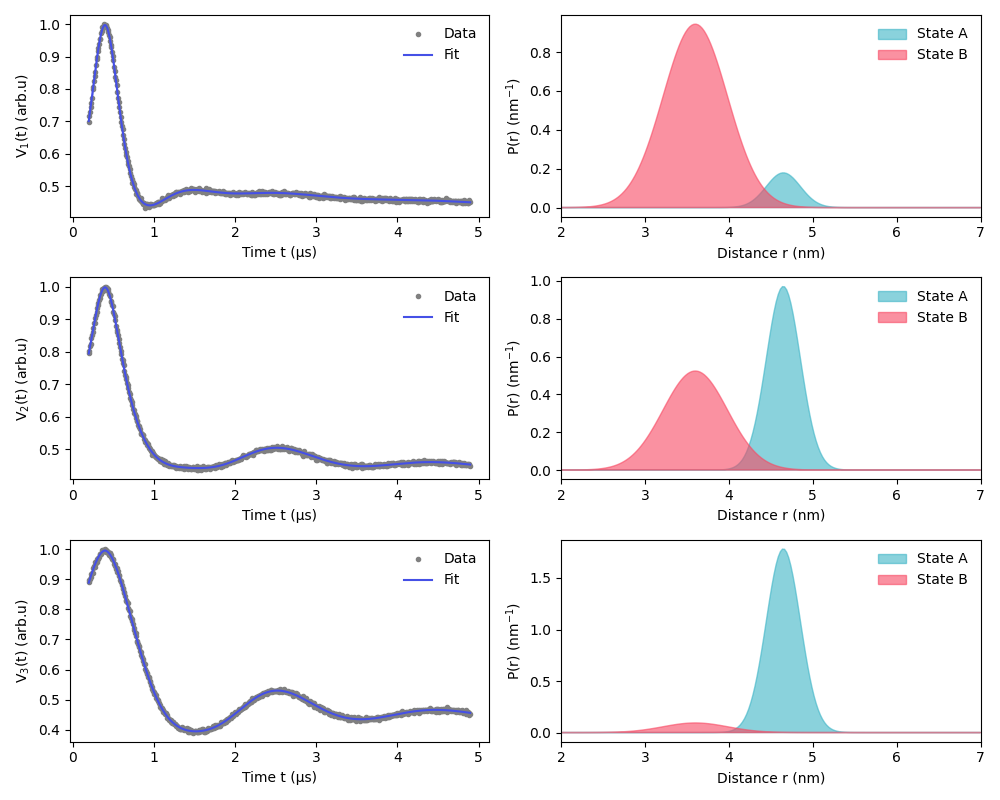 1.0
0.9
0.8
0.7
0.6
0.5
V₁(t) (arb.u)
0 1 2 3 4 5
Time t (μs)
Data
Fit
0.8
0.6
0.4
0.2
0.0
P(r) (nm⁻¹)
2 3 4 5 6 7
Distance r (nm)
State A
State B
1.0
0.9
0.8
0.7
0.6
0.5
V₂(t) (arb.u)
0 1 2 3 4 5
Time t (μs)
Data
Fit
1.0
0.8
0.6
0.4
0.2
0.0
P(r) (nm⁻¹)
2 3 4 5 6 7
Distance r (nm)
State A
State B
1.0
0.9
0.8
0.7
0.6
0.5
0.4
V₃(t) (arb.u)
0 1 2 3 4 5
Time t (μs)
Data
Fit
1.5
1.0
0.5
0.0
P(r) (nm⁻¹)
2 3 4 5 6 7
Distance r (nm)
State A
State B